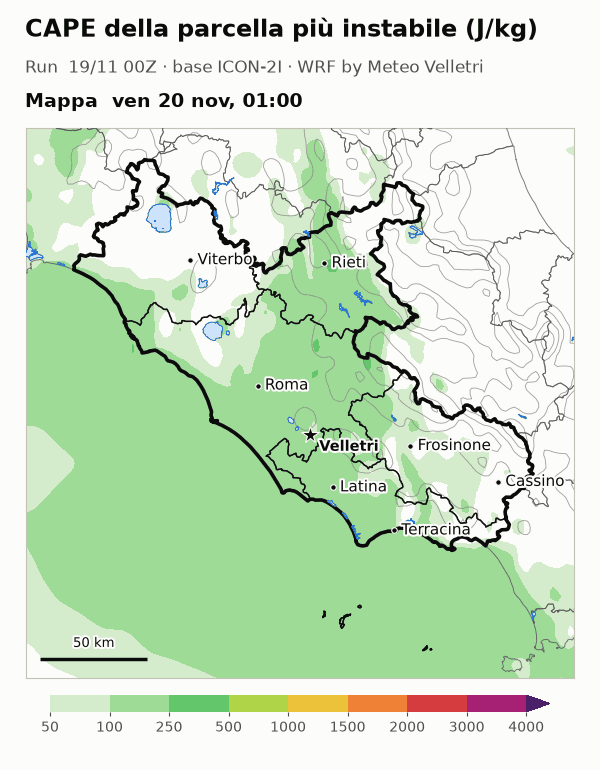 CAPE della parcella più instabile (J/kg)
Run 19/11 00Z · base ICON-2I · WRF by Meteo Velletri
Mappa ven 20 nov, 01:00
Viterbo
Rieti
Roma
Velletri
Frosinone
Latina
Cassino
Terracina
50 km
50 100 250 500 1000 1500 2000 3000 4000